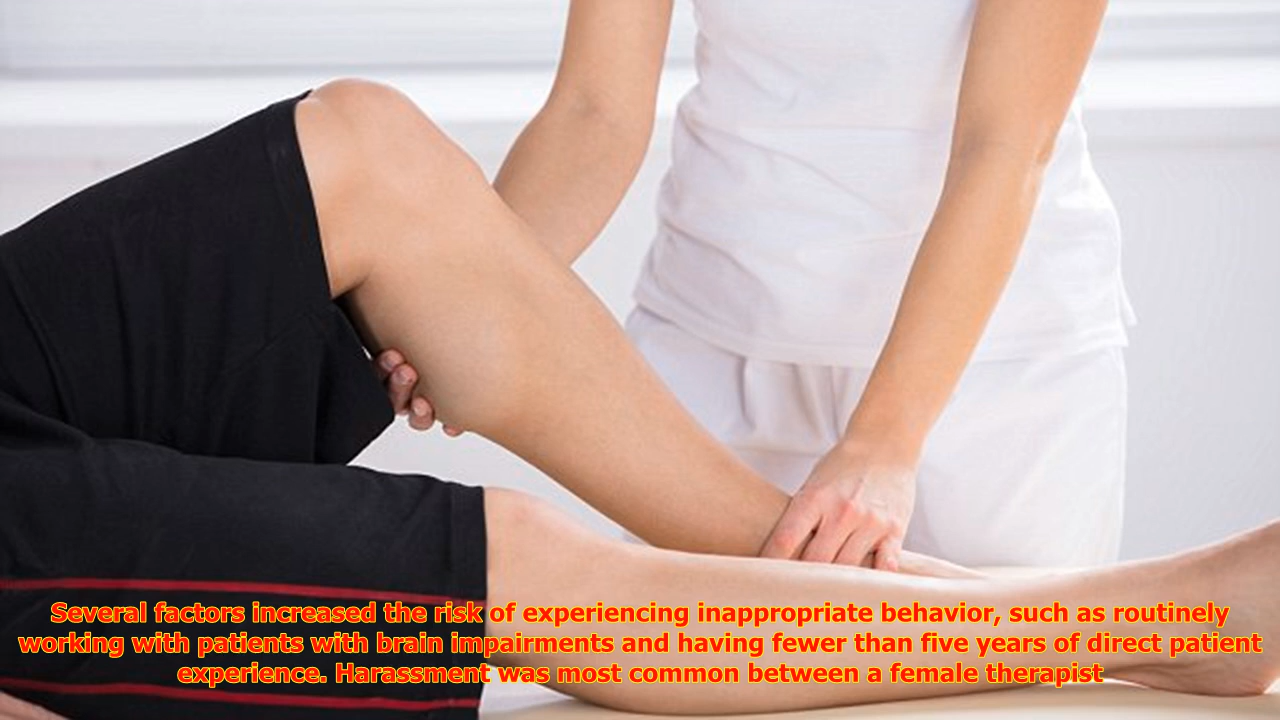 Several factors increased the risk of experiencing inappropriate behavior, such as routinely
working with patients with brain impairments and having fewer than five years of direct patient
experience. Harassment was most common between a female therapist